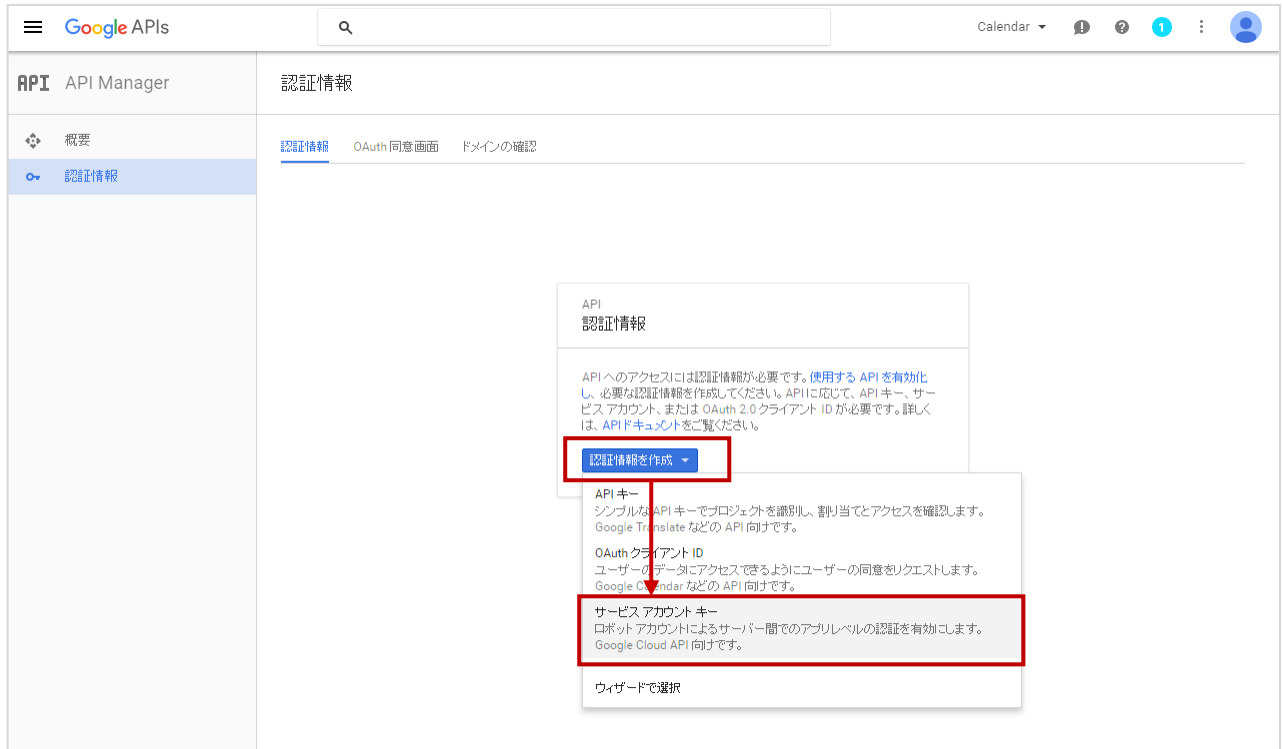 Google APIs
Calendar
1
API API Manager
認証情報
概要
認証情報
認証情報 OAuth 同意画面 ドメインの確認
API
認証情報
API へのアクセスには認証情報が必要です。使用する API を有効化
し、必要な認証情報を作成してください。API に応じて、API キー、サー
ビス アカウント、または OAuth 2.0 クライアント ID が必要です。詳しく
は、API ドキュメントをご覧ください。
認証情報を作成
API キー
シンプルな API キーでプロジェクトを識別し、割り当てとアクセスを確認します。
Google Translate などの API 向けです。
OAuth クライアント ID
ユーザーのデータにアクセスできるようにユーザーの同意をリクエストします。
Google Calendar などの API 向けです。
サービス アカウント キー
ロボット アカウントによるサーバー間でのアプリレベルの認証を有効にします。
Google Cloud API 向けです。
ウィザードで選択